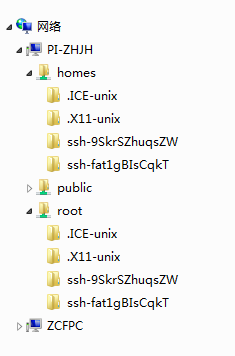 网络
PI-ZHJH
homes
.ICE-unix
.X11-unix
ssh-9SkrSZhuqsZW
ssh-fat1gBIsCqkT
public
root
.ICE-unix
.X11-unix
ssh-9SkrSZhuqsZW
ssh-fat1gBIsCqkT
ZCFPC